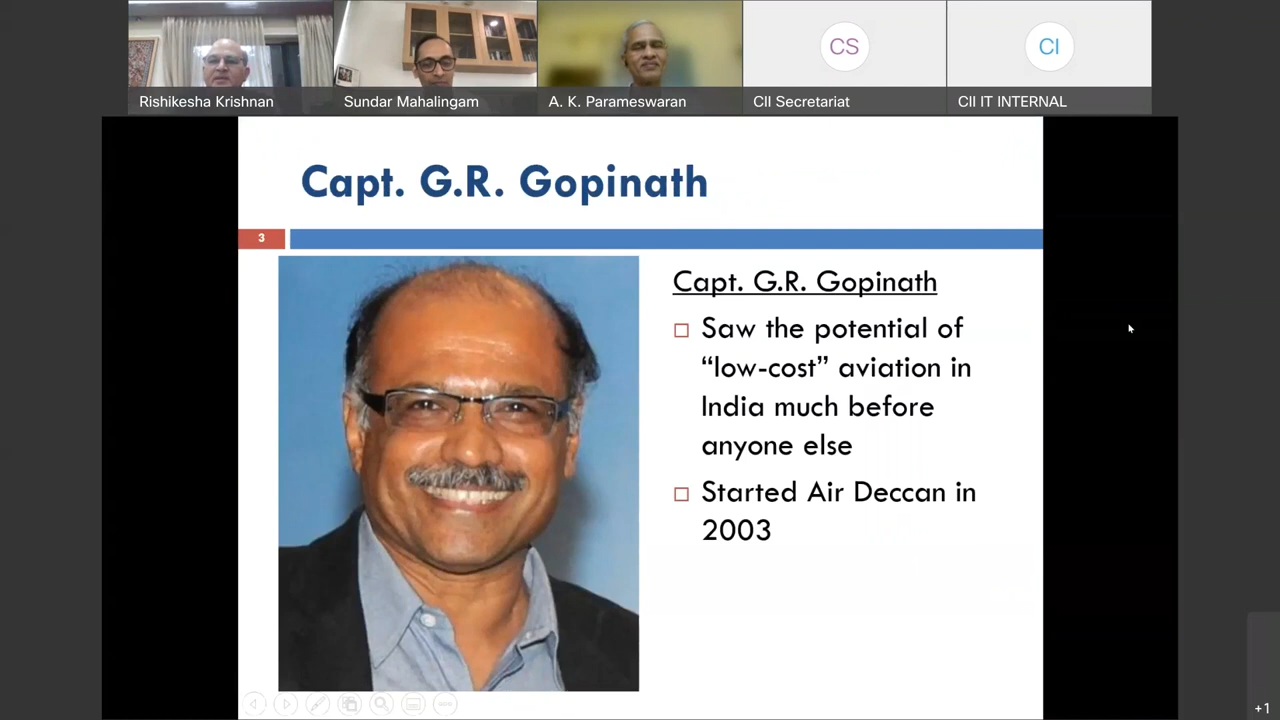 Rishikesha Krishnan
Sundar Mahalingam
A. K. Parameswaran
CS
CII Secretariat
CI
CII IT INTERNAL
Capt. G.R. Gopinath
3
Capt. G.R. Gopinath
Saw the potential of
“low-cost” aviation in
India much before
anyone else
Started Air Deccan in
2003
+1